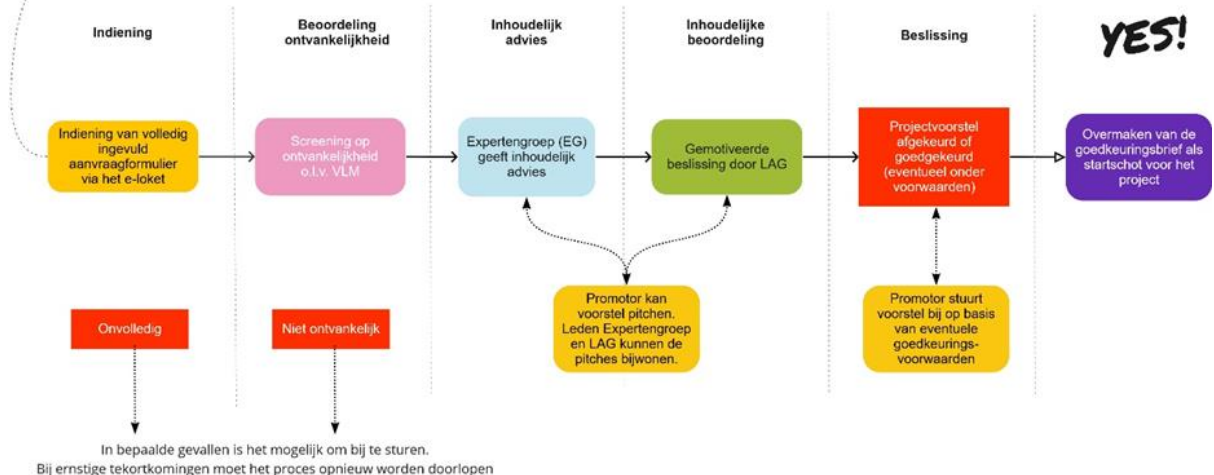 Indiening
Beoordeling
ontvankelijkheid
Inhoudelijk
advies
Inhoudelijke
beoordeling
Beslissing
YES!
Indiening van volledig
ingevuld
aanvraagformulier
via het e-loket
Screening op
ontvankelijkheid
o.l.v. VLM
Expertengroep (EG)
geeft inhoudelijk
advies
Gemotiveerde
beslissing door LAG
Projectvoorstel
afgekeurd of
goedgekeurd
(eventueel onder
voorwaarden)
Overmaken van de
goedkeuringsbrief als
startschot voor het
project
Onvolledig
Niet ontvankelijk
Promotor kan
voorstel pitchen.
Leden Expertengroep
en LAG kunnen de
pitches bijwonen.
Promotor stuurt
voorstel bij op basis
van eventuele
goedkeurings-
voorwaarden
In bepaalde gevallen is het mogelijk om bij te sturen.
Bij ernstige tekortkomingen moet het proces opnieuw worden doorlopen